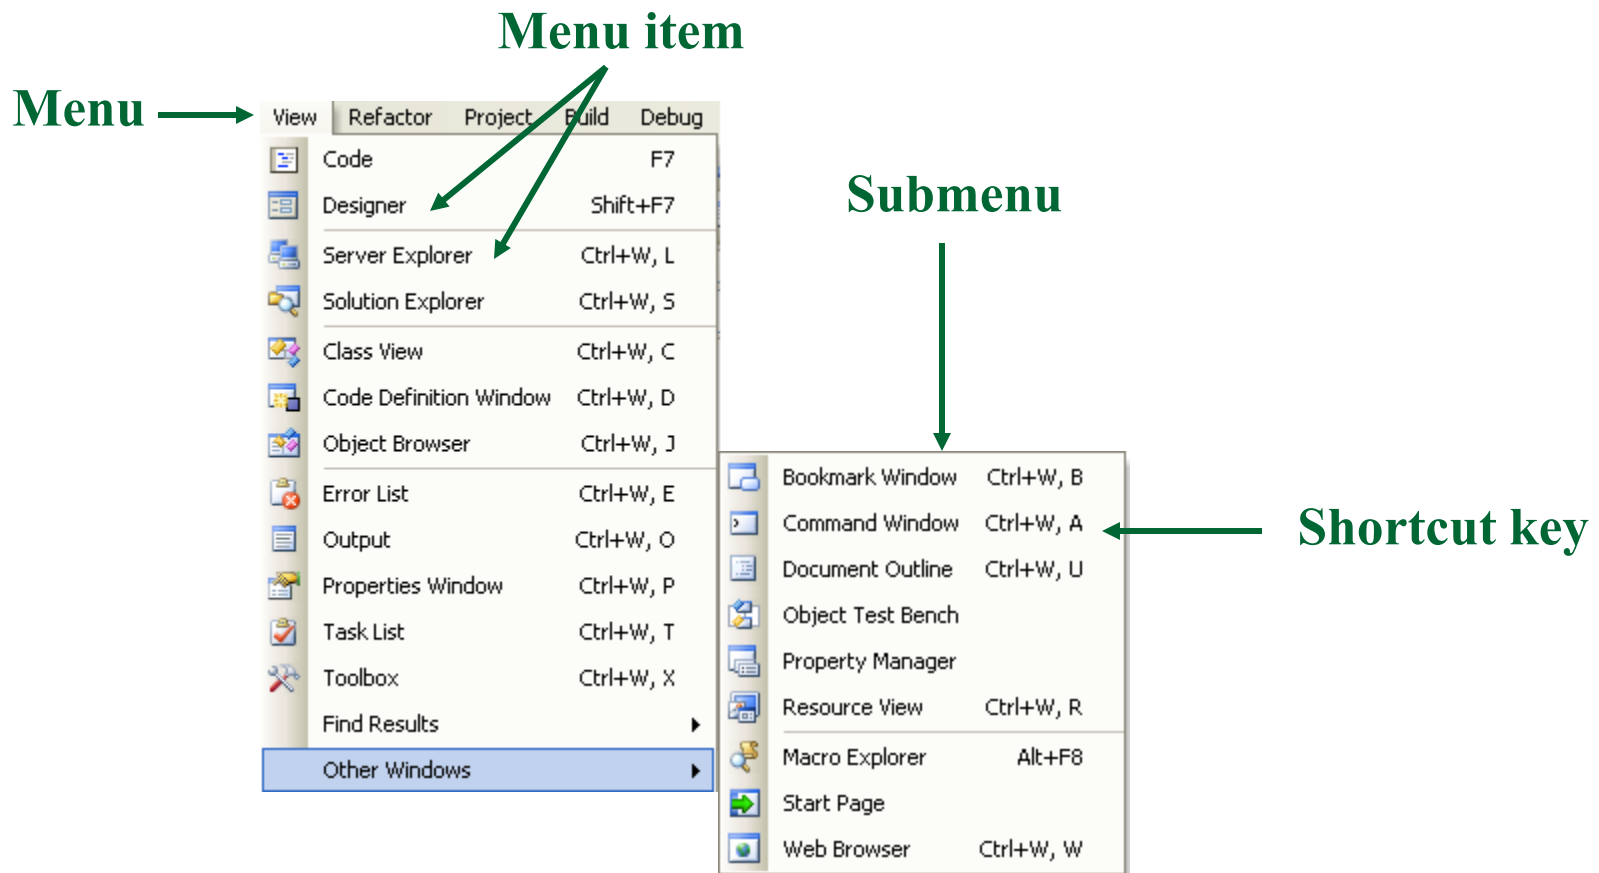 Menu item
Menu
View Refactor Project Build Debug
Code F7
Designer Shift+F7
Submenu
Server Explorer Ctrl+W, L
Solution Explorer Ctrl+W, S
Class View Ctrl+W, C
Code Definition Window Ctrl+W, D
Object Browser Ctrl+W, J
Error List Ctrl+W, E
Output Ctrl+W, O
Properties Window Ctrl+W, P
Task List Ctrl+W, T
Toolbox Ctrl+W, X
Find Results
Other Windows
Bookmark Window Ctrl+W, B
Command Window Ctrl+W, A
Shortcut key
Document Outline Ctrl+W, U
Object Test Bench
Property Manager
Resource View Ctrl+W, R
Macro Explorer Alt+F8
Start Page
Web Browser Ctrl+W, W